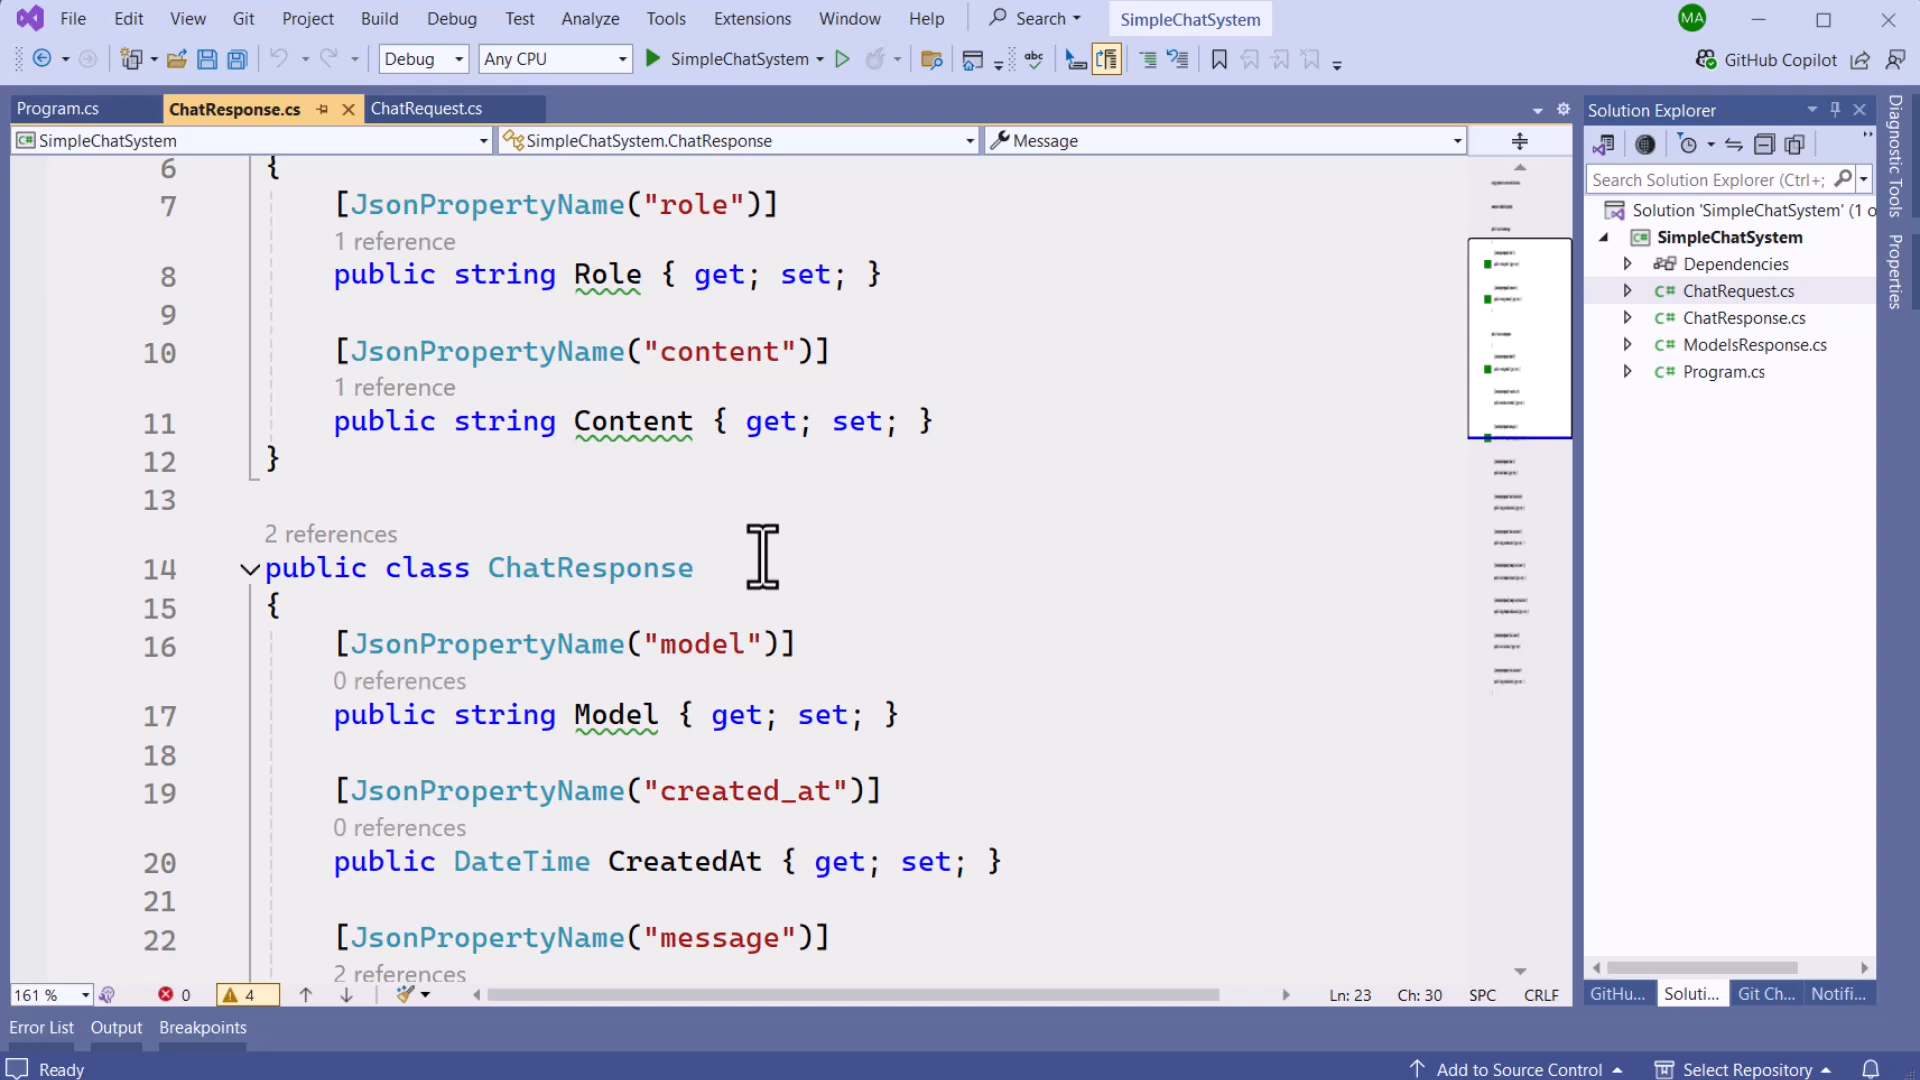 File Edit View Git Project Build Debug Test Analyze Tools Extensions Window Help Search SimpleChatSystem MA
Debug Any CPU SimpleChatSystem abc GitHub Copilot
Program.cs ChatResponse.cs ChatRequest.cs
SimpleChatSystem SimpleChatSystem.ChatResponse Message
6 {
7 [JsonPropertyName("role")]
1 reference
8 public string Role { get; set; }
9
10 [JsonPropertyName("content")]
1 reference
11 public string Content { get; set; }
12 }
13
2 references
14 public class ChatResponse
15 {
16 [JsonPropertyName("model")]
0 references
17 public string Model { get; set; }
18
19 [JsonPropertyName("created_at")]
0 references
20 public DateTime CreatedAt { get; set; }
21
22 [JsonPropertyName("message")]
2 references
161 % 0 4 Ln: 23 Ch: 30 SPC CRLF
Solution Explorer
Search Solution Explorer (Ctrl+;
Solution 'SimpleChatSystem' (1 o
C# SimpleChatSystem
Dependencies
C# ChatRequest.cs
C# ChatResponse.cs
C# ModelsResponse.cs
C# Program.cs
GitHu... Soluti... Git Ch... Notifi...
Diagnostic Tools
Properties
Error List Output Breakpoints
Ready Add to Source Control Select Repository